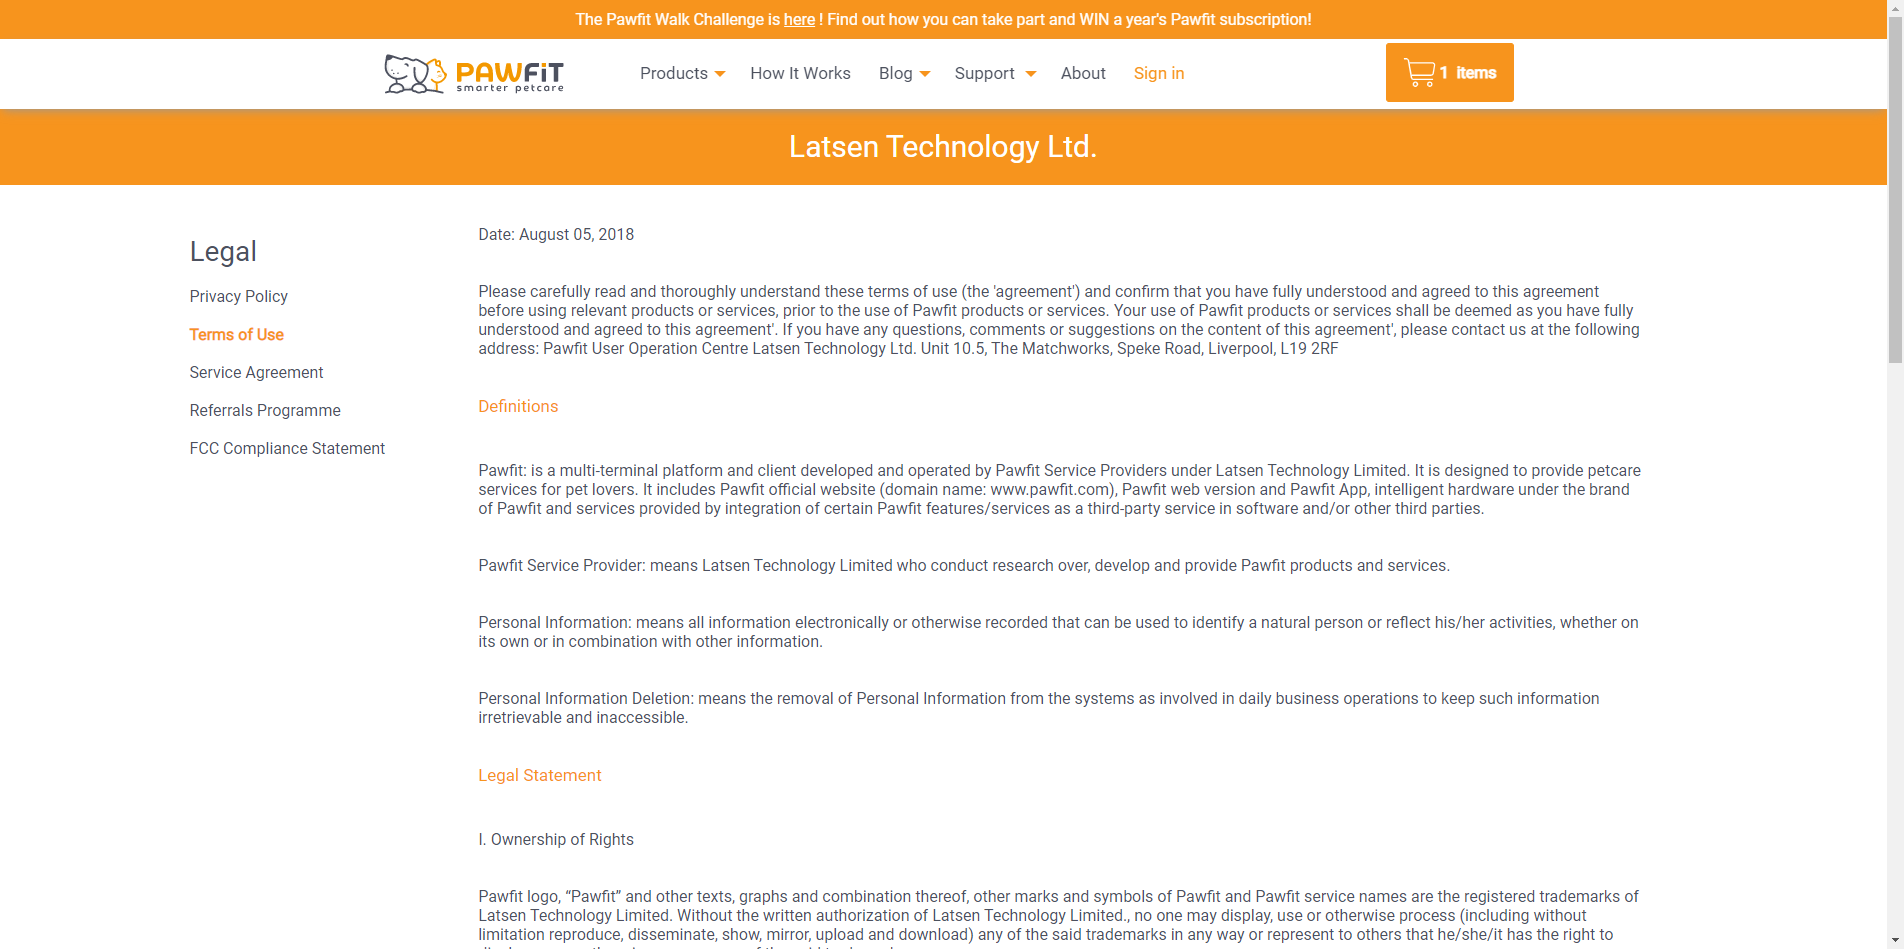 The Pawfit Walk Challenge is here ! Find out how you can take part and WIN a year's Pawfit subscription!
PAWFiT
smarter petcare
Products
How It Works
Blog
Support
About
Sign in
1 items
Latsen Technology Ltd.
Legal
Privacy Policy
Terms of Use
Service Agreement
Referrals Programme
FCC Compliance Statement
Date: August 05, 2018
Please carefully read and thoroughly understand these terms of use (the 'agreement') and confirm that you have fully understood and agreed to this agreement
before using relevant products or services, prior to the use of Pawfit products or services. Your use of Pawfit products or services shall be deemed as you have fully
understood and agreed to this agreement'. If you have any questions, comments or suggestions on the content of this agreement', please contact us at the following
address: Pawfit User Operation Centre Latsen Technology Ltd. Unit 10.5, The Matchworks, Speke Road, Liverpool, L19 2RF
Definitions
Pawfit: is a multi-terminal platform and client developed and operated by Pawfit Service Providers under Latsen Technology Limited. It is designed to provide petcare
services for pet lovers. It includes Pawfit official website (domain name: www.pawfit.com), Pawfit web version and Pawfit App, intelligent hardware under the brand
of Pawfit and services provided by integration of certain Pawfit features/services as a third-party service in software and/or other third parties.
Pawfit Service Provider: means Latsen Technology Limited who conduct research over, develop and provide Pawfit products and services.
Personal Information: means all information electronically or otherwise recorded that can be used to identify a natural person or reflect his/her activities, whether on
its own or in combination with other information.
Personal Information Deletion: means the removal of Personal Information from the systems as involved in daily business operations to keep such information
irretrievable and inaccessible.
Legal Statement
I. Ownership of Rights
Pawfit logo, “Pawfit” and other texts, graphs and combination thereof, other marks and symbols of Pawfit and Pawfit service names are the registered trademarks of
Latsen Technology Limited. Without the written authorization of Latsen Technology Limited., no one may display, use or otherwise process (including without
limitation reproduce, disseminate, show, mirror, upload and download) any of the said trademarks in any way or represent to others that he/she/it has the right to